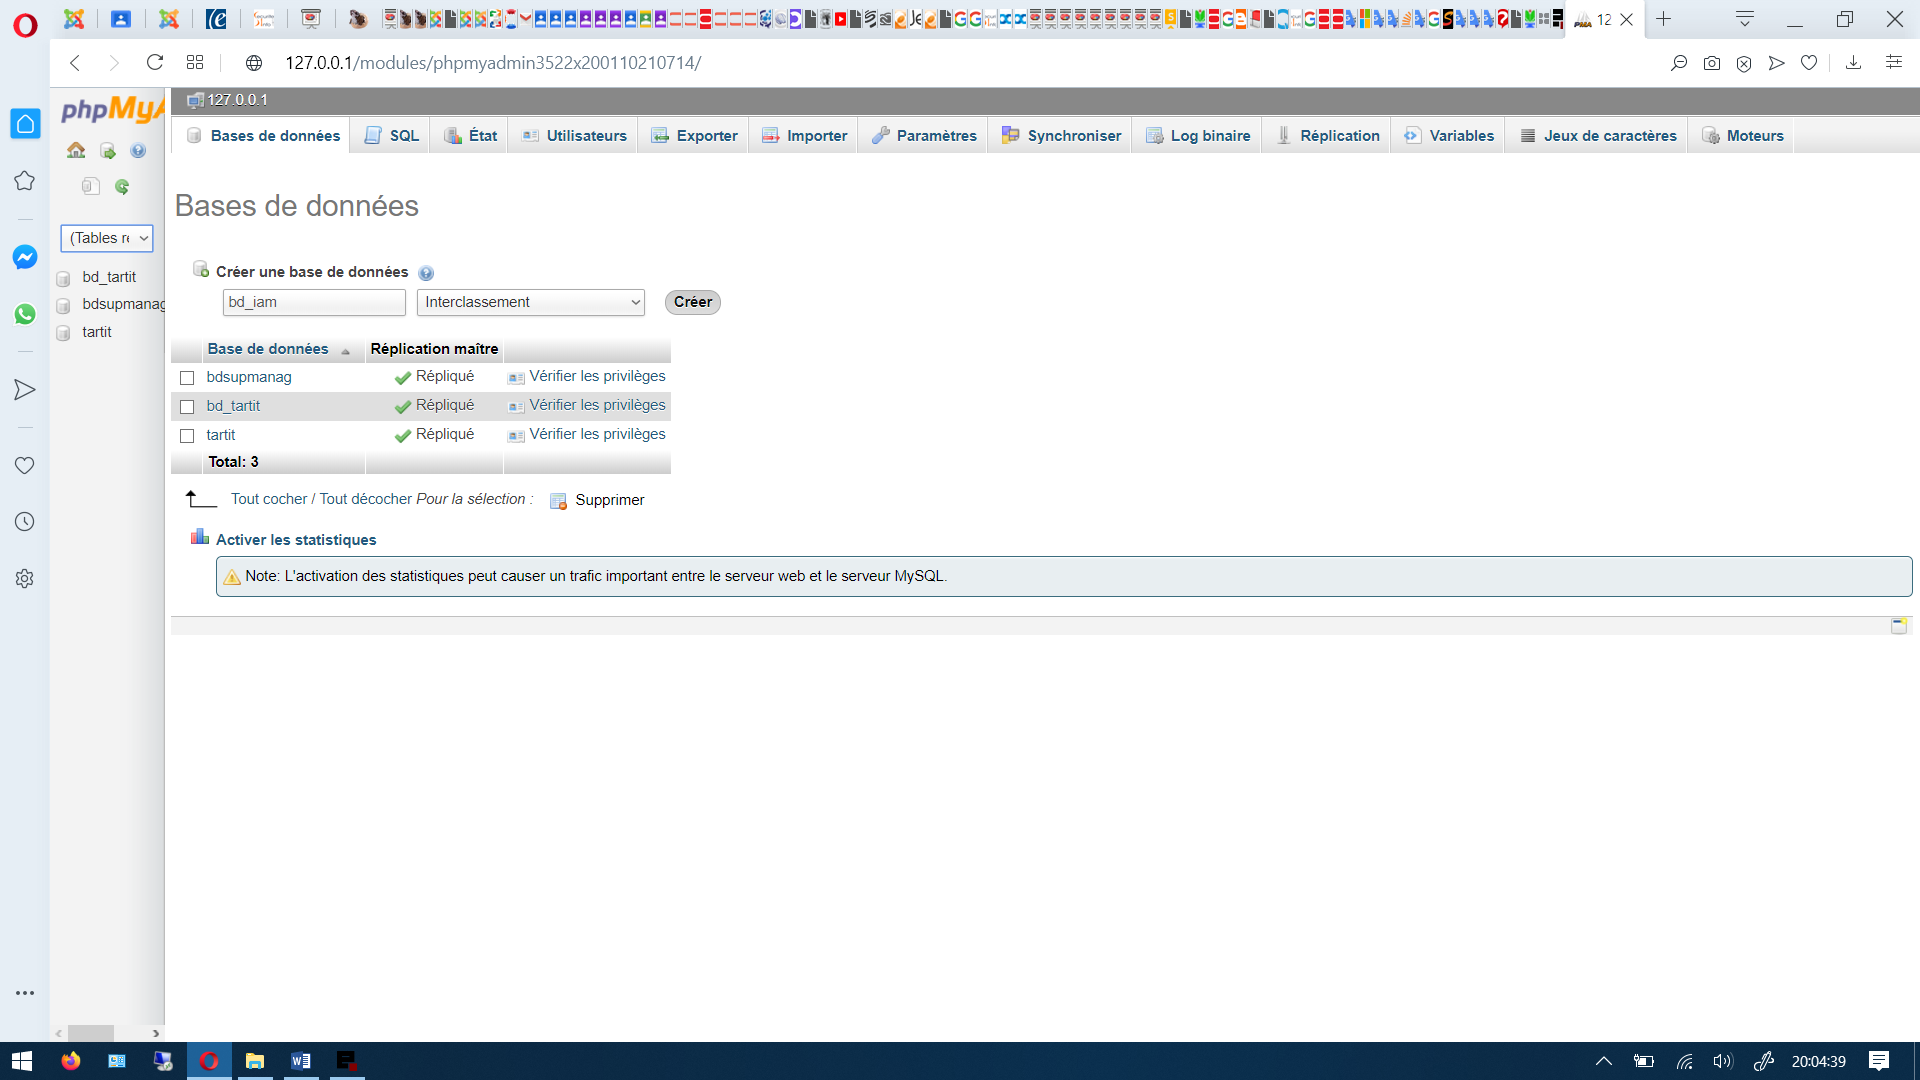 12
127.0.0.1/modules/phpmyadmin3522x200110210714/
phpMyA
127.0.0.1
Bases de données
SQL
État
Utilisateurs
Exporter
Importer
Paramètres
Synchroniser
Log binaire
Réplication
Variables
Jeux de caractères
Moteurs
(Tables re
bd_tartit
bdsupmanag
tartit
Bases de données
Créer une base de données
bd_iam
Interclassement
Créer
Base de données Réplication maître
bdsupmanag Répliqué Vérifier les privilèges
bd_tartit Répliqué Vérifier les privilèges
tartit Répliqué Vérifier les privilèges
Total: 3
Tout cocher / Tout décocher Pour la sélection : Supprimer
Activer les statistiques
Note: L'activation des statistiques peut causer un trafic important entre le serveur web et le serveur MySQL.
20:04:39